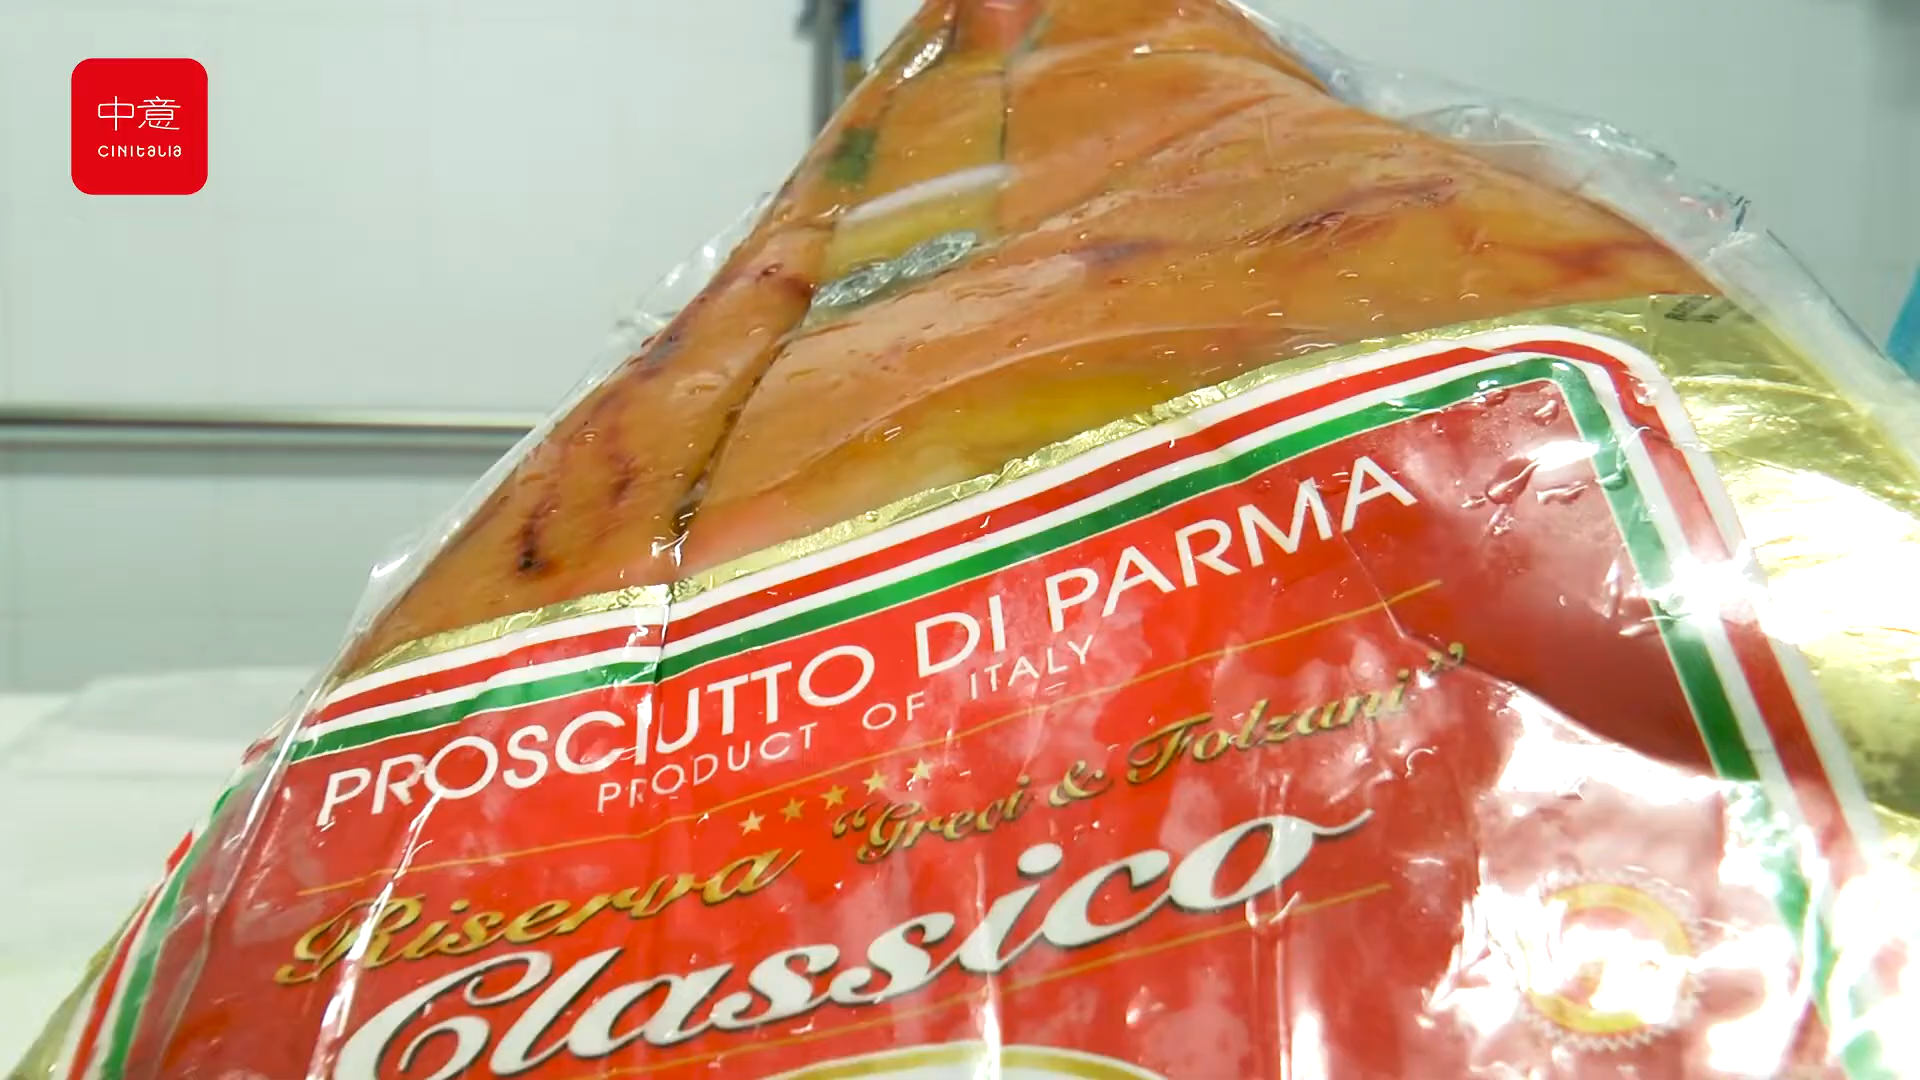 中意
CINITALIA
PROSCIUTTO DI PARMA
PRODUCT OF ITALY
Riserva "Greci & Folzani"
Classico